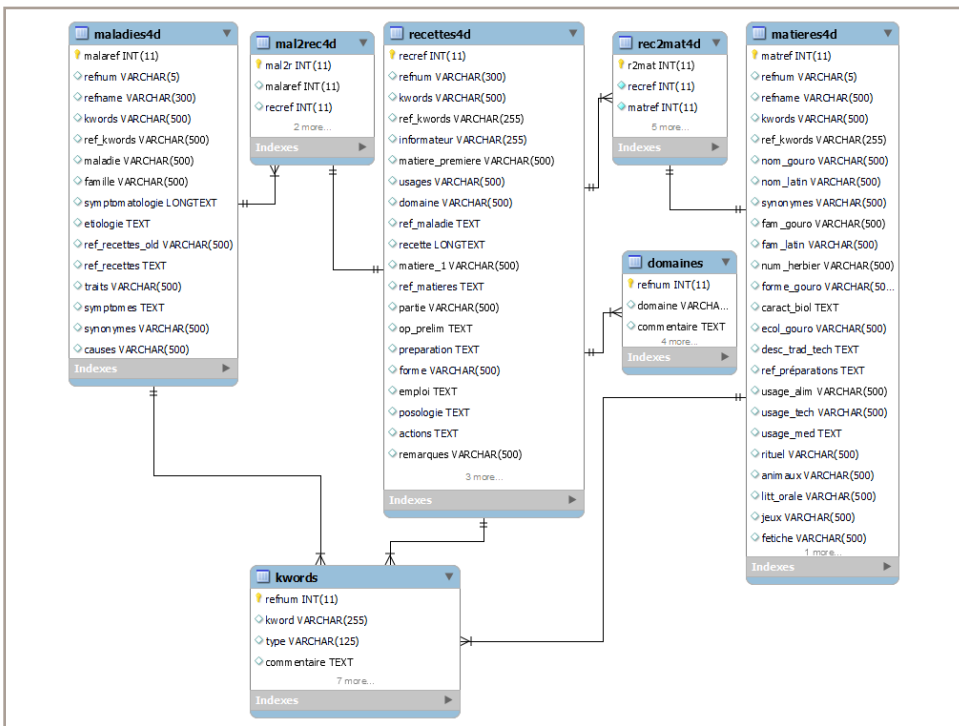 maladies4d
malaref INT(11)
refnum VARCHAR(5)
refname VARCHAR(300)
kwords VARCHAR(500)
ref_kwords VARCHAR(500)
maladie VARCHAR(500)
famille VARCHAR(500)
symptomatologie LONGTEXT
etiologie TEXT
ref_recettes_old VARCHAR(500)
ref_recettes TEXT
traits VARCHAR(500)
symptomes TEXT
synonymes VARCHAR(500)
causes VARCHAR(500)
Indexes
mal2rec4d
mal2r INT(11)
malaref INT(11)
recref INT(11)
2 more...
Indexes
recettes4d
recref INT(11)
refnum VARCHAR(300)
kwords VARCHAR(500)
ref_kwords VARCHAR(255)
informateur VARCHAR(500)
matiere_premiere VARCHAR(500)
usages VARCHAR(500)
domaine VARCHAR(500)
ref_maladie TEXT
recette LONGTEXT
matiere_1 VARCHAR(500)
ref_matieres TEXT
partie VARCHAR(500)
op_prelim TEXT
preparation TEXT
forme VARCHAR(500)
emploi TEXT
posologie TEXT
actions TEXT
remarques VARCHAR(500)
3 more...
Indexes
rec2mat4d
r2mat INT(11)
recref INT(11)
matref INT(11)
5 more...
Indexes
domaines
refnum INT(11)
domaine VARCHA...
commentaire TEXT
4 more...
Indexes
matieres4d
matref INT(11)
refnum VARCHAR(5)
refname VARCHAR(500)
kwords VARCHAR(500)
ref_kwords VARCHAR(255)
nom_gouro VARCHAR(500)
nom_latin VARCHAR(500)
synonymes VARCHAR(500)
fam_gouro VARCHAR(500)
fam_latin VARCHAR(500)
num_herbier VARCHAR(500)
forme_gouro VARCHAR(50...
caract_biol TEXT
ecol_gouro VARCHAR(500)
desc_trad_tech TEXT
ref_préparations TEXT
usage_alim VARCHAR(500)
usage_tech VARCHAR(500)
usage_med TEXT
rituel VARCHAR(500)
animaux VARCHAR(500)
litt_orale VARCHAR(500)
jeux VARCHAR(500)
fetiche VARCHAR(500)
1 more...
Indexes
kwords
refnum INT(11)
kword VARCHAR(255)
type VARCHAR(125)
commentaire TEXT
7 more...
Indexes